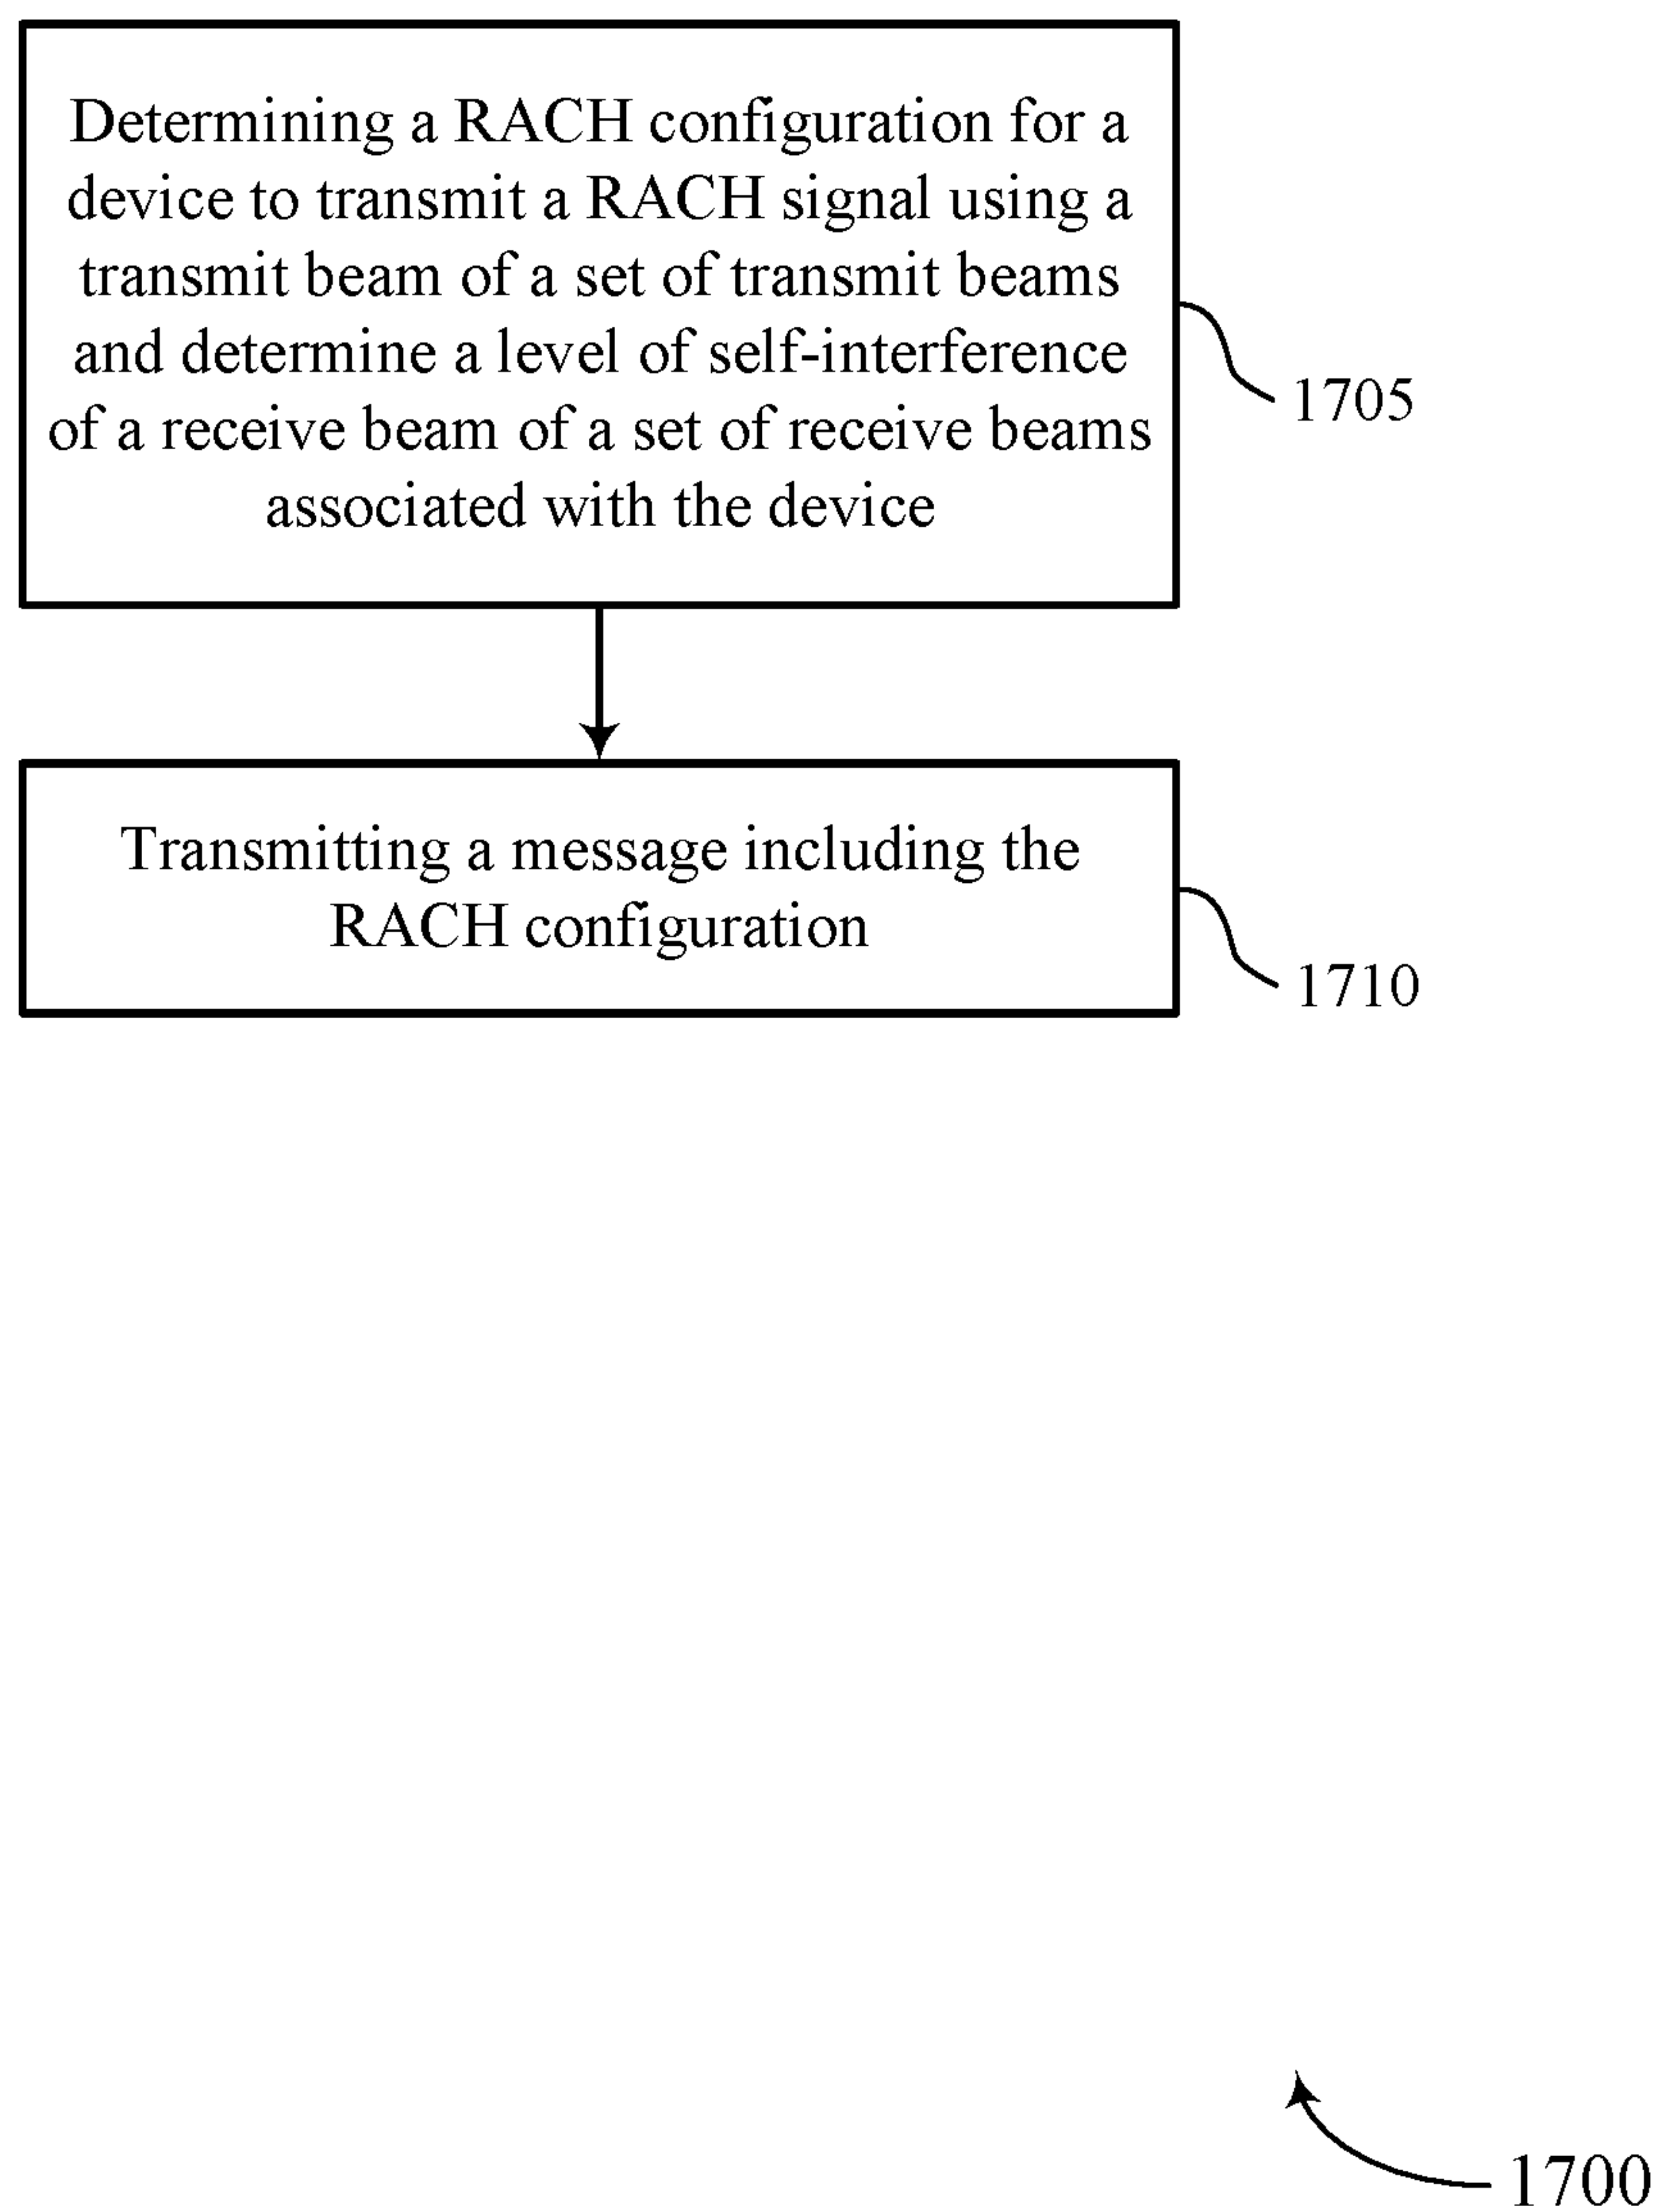 Determining a RACH configuration for a
device to transmit a RACH signal using a
transmit beam of a set of transmit beams
and determine a level of self-interference
of a receive beam of a set of receive beams
associated with the device
1705
Transmitting a message including the
RACH configuration
1710
1700